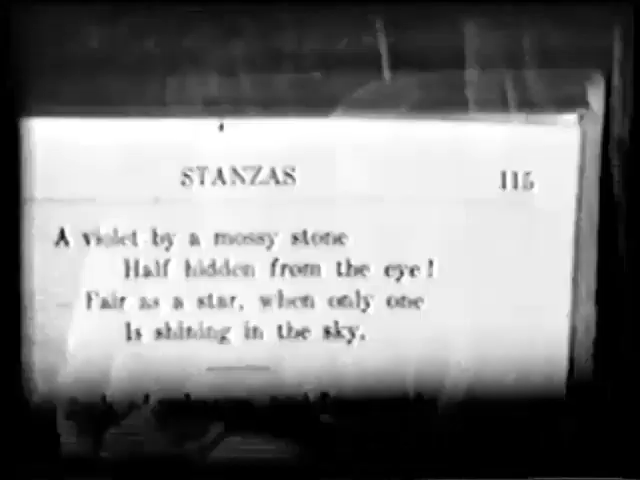 STANZAS 115
A violet by a mossy stone
Half hidden from the eye!
Fair as a star, when only one
Is shining in the sky.